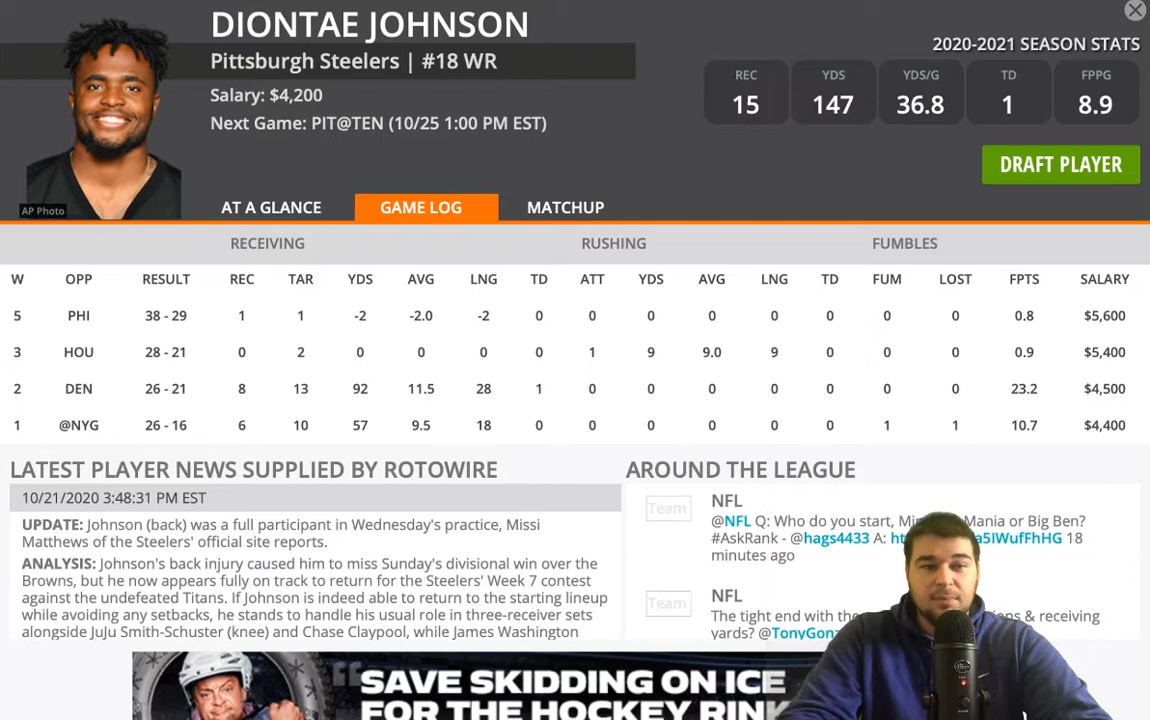 DIONTAE JOHNSON
Pittsburgh Steelers | #18 WR
Salary: $4,200
Next Game: PIT@TEN (10/25 1:00 PM EST)
2020-2021 SEASON STATS
REC YDS YDS/G TD FPPG
15 147 36.8 1 8.9
DRAFT PLAYER
AP Photo
AT A GLANCE GAME LOG MATCHUP
RECEIVING RUSHING FUMBLES
W OPP RESULT REC TAR YDS AVG LNG TD ATT YDS AVG LNG TD FUM LOST FPTS SALARY
5 PHI 38 - 29 1 1 -2 -2.0 -2 0 0 0 0 0 0 0 0 0.8 $5,600
3 HOU 28 - 21 0 2 0 0 0 0 1 9 9.0 9 0 0 0 0.9 $5,400
2 DEN 26 - 21 8 13 92 11.5 28 1 0 0 0 0 0 0 0 23.2 $4,500
1 @NYG 26 - 16 6 10 57 9.5 18 0 0 0 0 0 0 1 1 10.7 $4,400
LATEST PLAYER NEWS SUPPLIED BY ROTOWIRE
10/21/2020 3:48:31 PM EST
UPDATE: Johnson (back) was a full participant in Wednesday's practice, Missi
Matthews of the Steelers' official site reports.
ANALYSIS: Johnson's back injury caused him to miss Sunday's divisional win over the
Browns, but he now appears fully on track to return for the Steelers' Week 7 contest
against the undefeated Titans. If Johnson is indeed able to return to the starting lineup
while avoiding any setbacks, he stands to handle his usual role in three-receiver sets
alongside JuJu Smith-Schuster (knee) and Chase Claypool, while James Washington
AROUND THE LEAGUE
Team
NFL
@NFL Q: Who do you start, Mania or Big Ben?
#AskRank - @hags4433 A: 18
minutes ago
Team
NFL
The tight end with the & receiving
yards?
SAVE SKIDDING ON ICE
FOR THE HOCKEY RINK